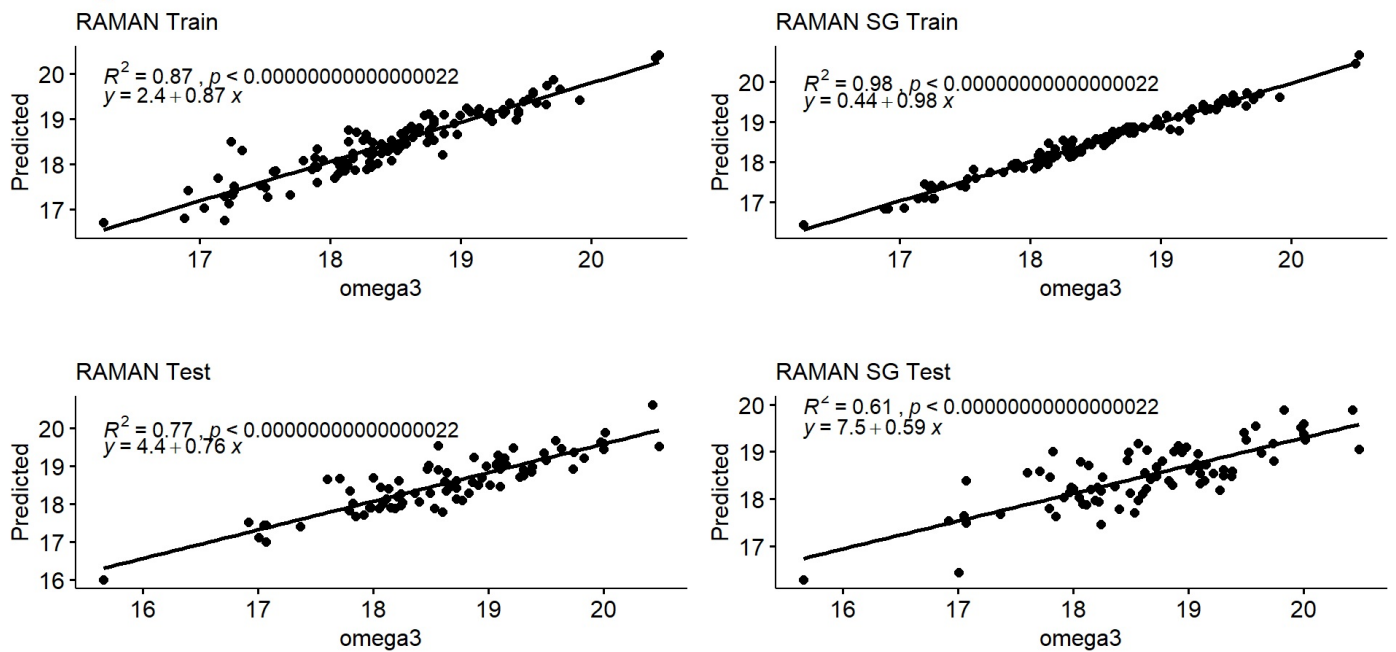 RAMAN Train
R² = 0.87 , p < 0.00000000000000022
y = 2.4 + 0.87 x
Predicted
20
19
18
17
17 18 19 20
omega3
RAMAN SG Train
R² = 0.98 , p < 0.00000000000000022
y = 0.44 + 0.98 x
Predicted
20
19
18
17
17 18 19 20
omega3
RAMAN Test
R² = 0.77 , p < 0.00000000000000022
y = 4.4 + 0.76 x
Predicted
20
19
18
17
16
16 17 18 19 20
omega3
RAMAN SG Test
R² = 0.61 , p < 0.00000000000000022
y = 7.5 + 0.59 x
Predicted
20
19
18
17
16 17 18 19 20
omega3